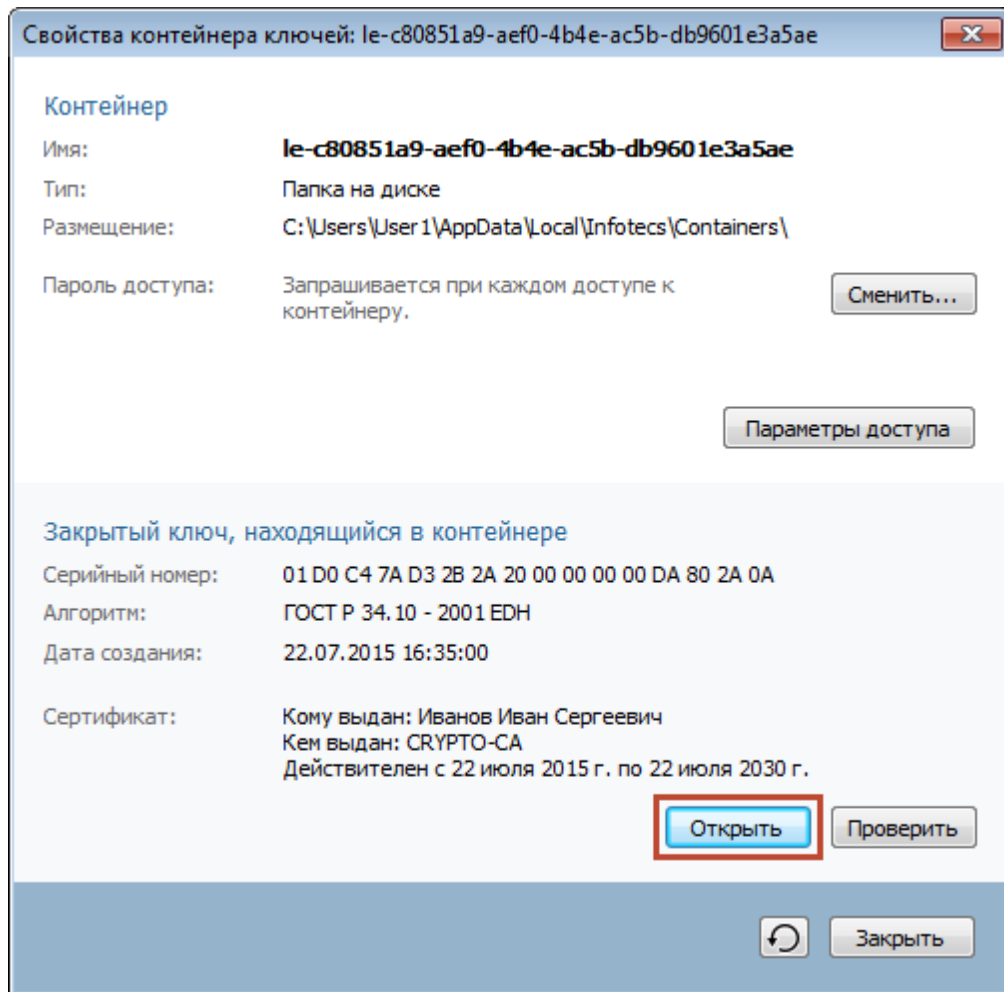 Свойства контейнера ключей: le-c80851a9-aef0-4b4e-ac5b-db9601e3a5ae
Контейнер
Имя: le-c80851a9-aef0-4b4e-ac5b-db9601e3a5ae
Тип: Папка на диске
Размещение: C:\Users\User1\AppData\Local\Infotecs\Containers\
Пароль доступа: Запрашивается при каждом доступе к
контейнеру.
Сменить...
Параметры доступа
Закрытый ключ, находящийся в контейнере
Серийный номер: 01 D0 C4 7A D3 2B 2A 20 00 00 00 00 DA 80 2A 0A
Алгоритм: ГОСТ Р 34.10 - 2001 EDH
Дата создания: 22.07.2015 16:35:00
Сертификат: Кому выдан: Иванов Иван Сергеевич
Кем выдан: CRYPTO-CA
Действителен с 22 июля 2015 г. по 22 июля 2030 г.
Открыть Проверить
Закрыть